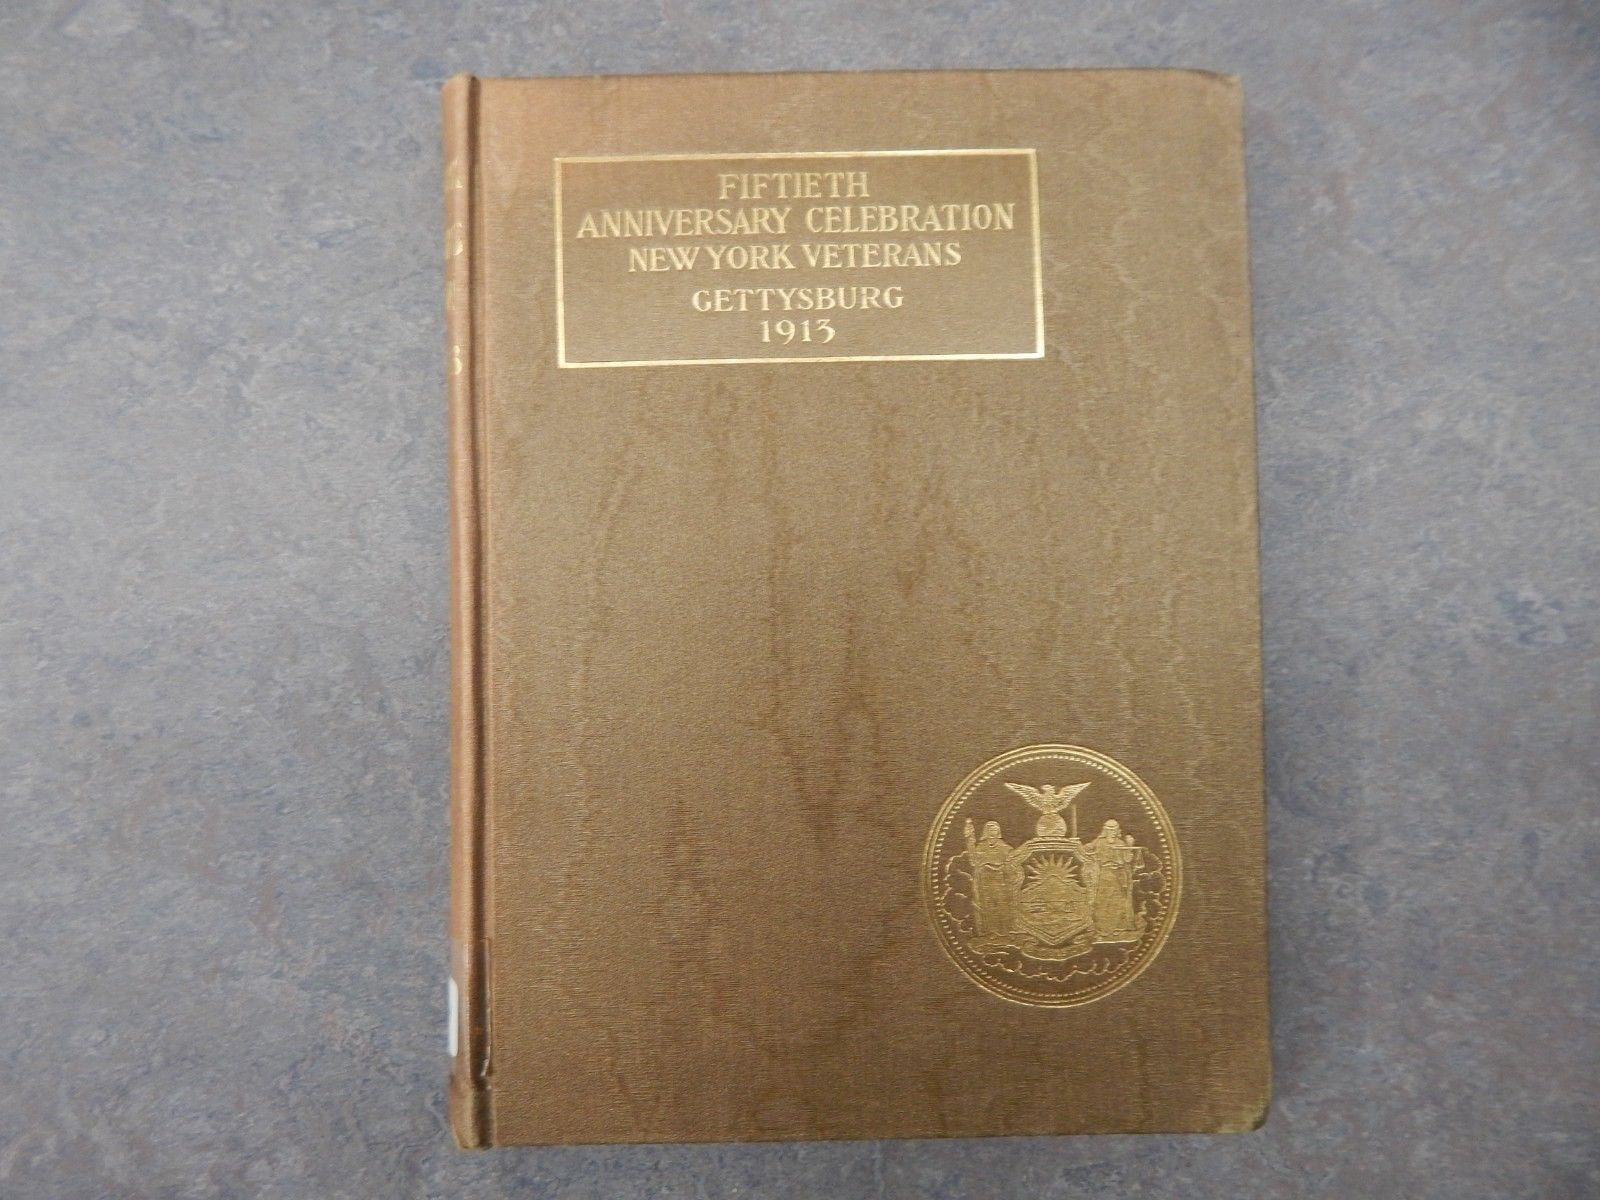 FIFTIETH
ANNIVERSARY CELEBRATION
NEW YORK VETERANS
GETTYSBURG
1913